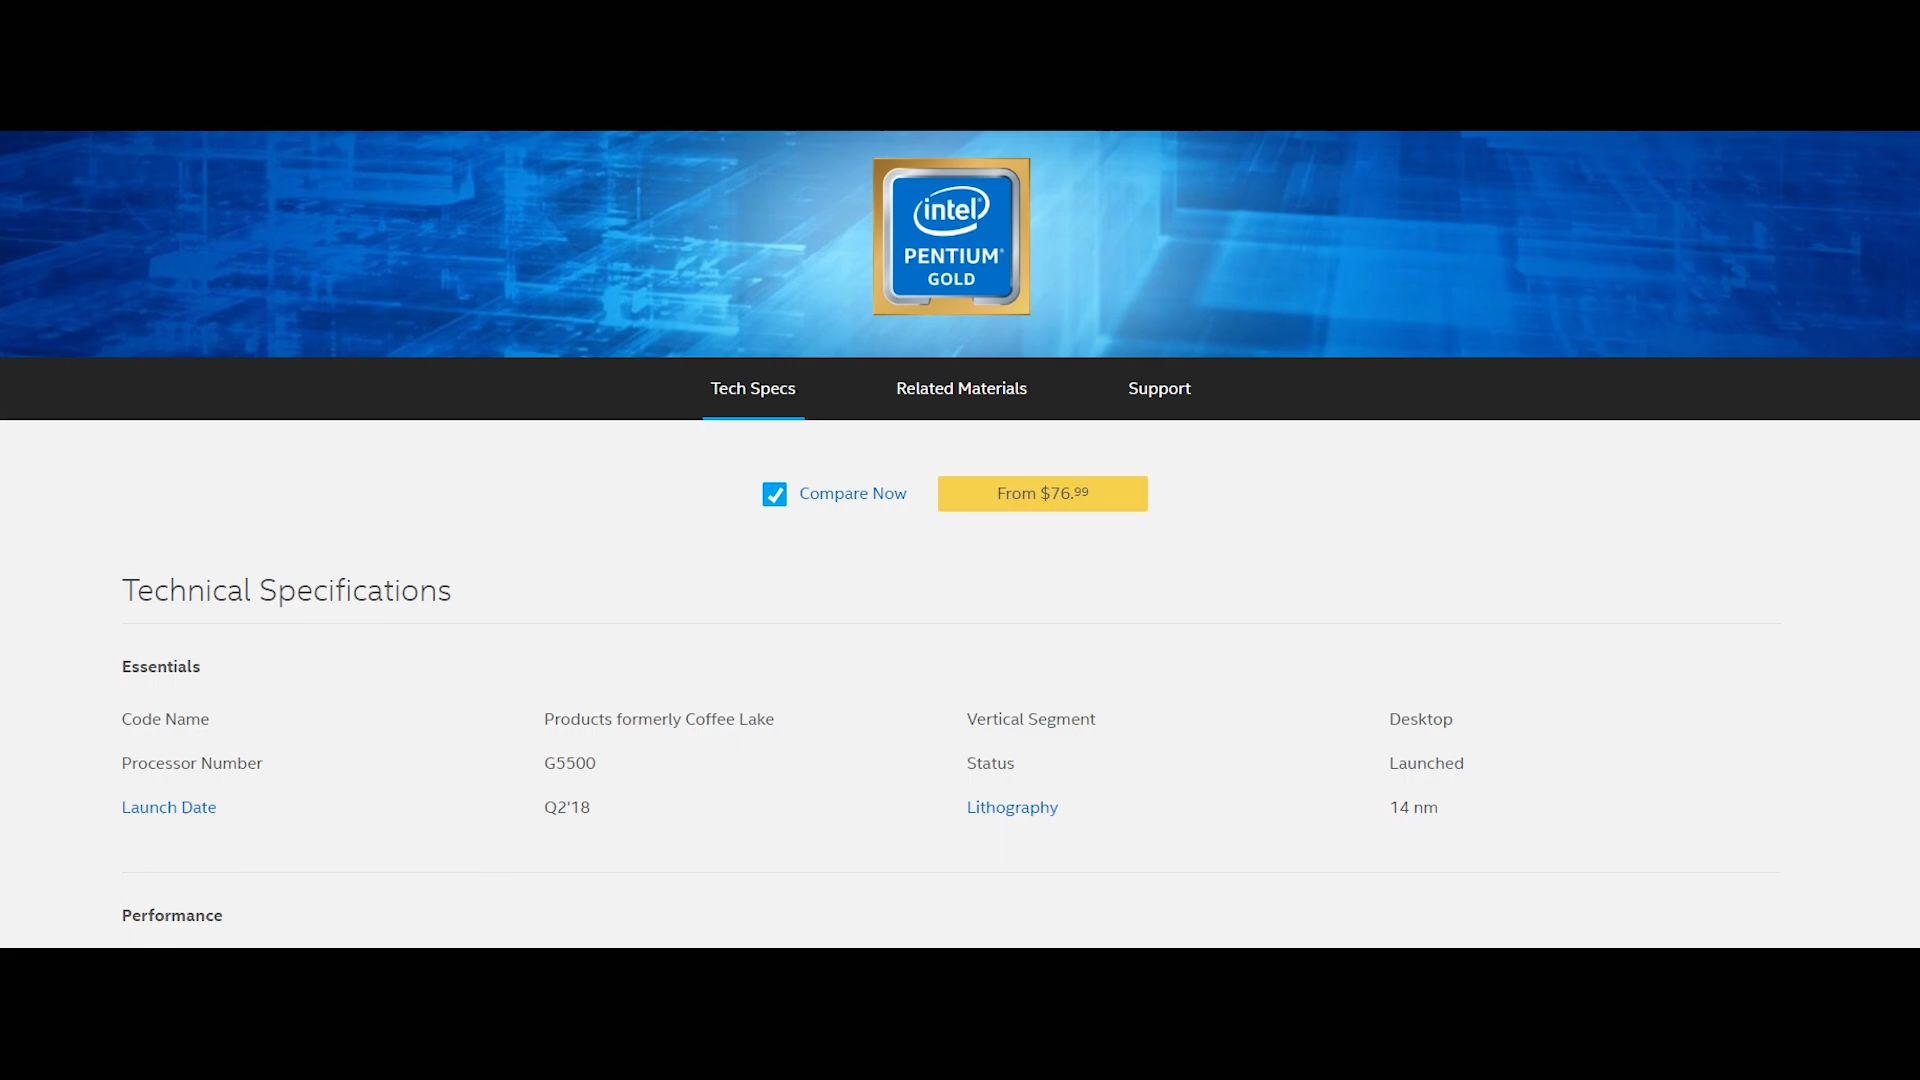 intel
PENTIUM®
GOLD
Tech Specs Related Materials Support
Compare Now From $76.99
Technical Specifications
Essentials
Code Name Products formerly Coffee Lake Vertical Segment Desktop
Processor Number G5500 Status Launched
Launch Date Q2'18 Lithography 14 nm
Performance